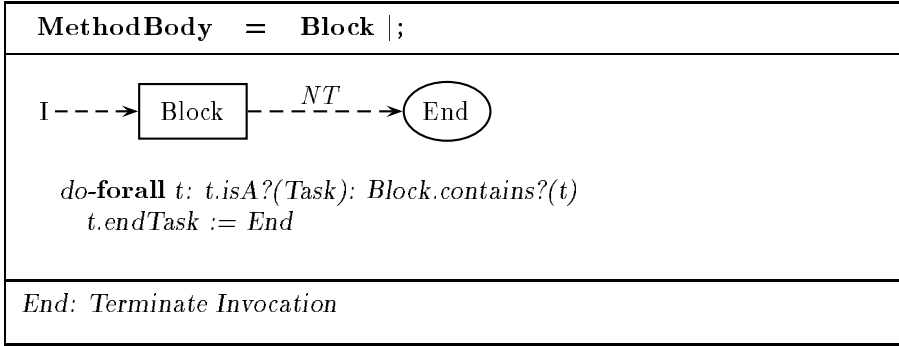 MethodBody = Block |;
I Block NT End
do-forall t: t.isA?(Task): Block.contains?(t)
t.endTask := End
End: Terminate Invocation